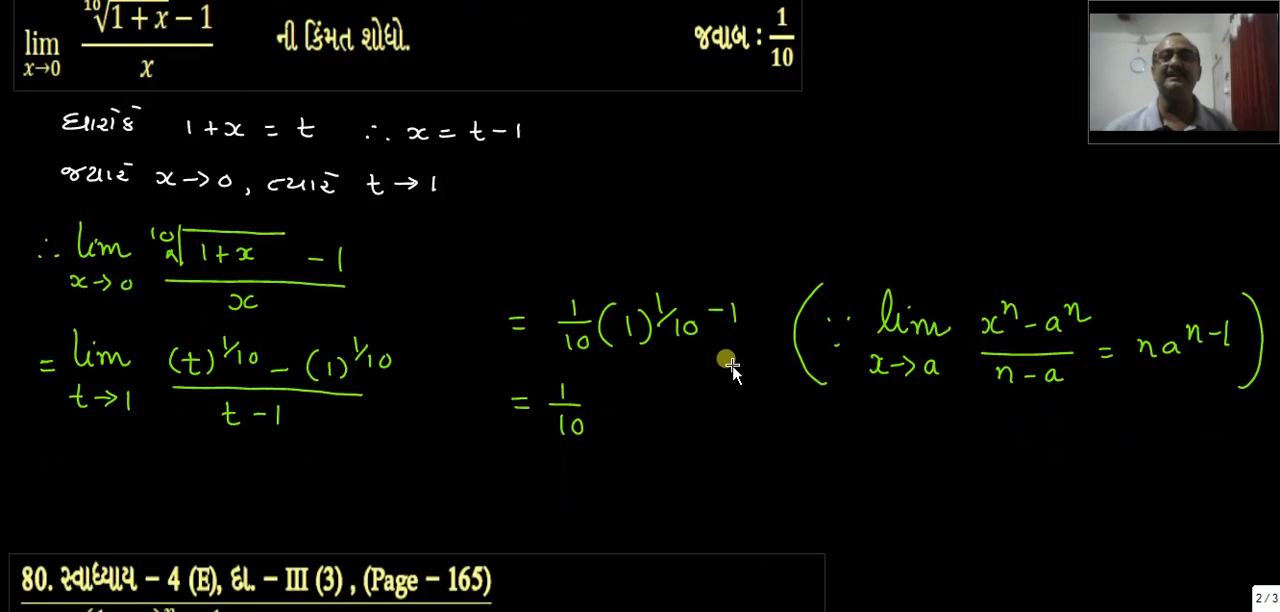 lim x→0 (¹⁰√(1 + x) − 1) / x ની કિંમત શોધો. જવાબ : 1/10
ધારોકે 1 + x = t ∴ x = t − 1
જ્યારે x → 0, ત્યારે t → 1
∴ lim x→0 (¹⁰√(1 + x) − 1) / x
= lim t→1 ((t)^1/10 − (1)^1/10) / (t − 1)
= 1/10 (1)^1/10 − 1 (∵ lim x→a (xⁿ − aⁿ) / (n − a) = na^n−1)
= 1/10
80. સ્વાધ્યાય – 4 (E), દા. – III (3) , (Page – 165)
2 / 3